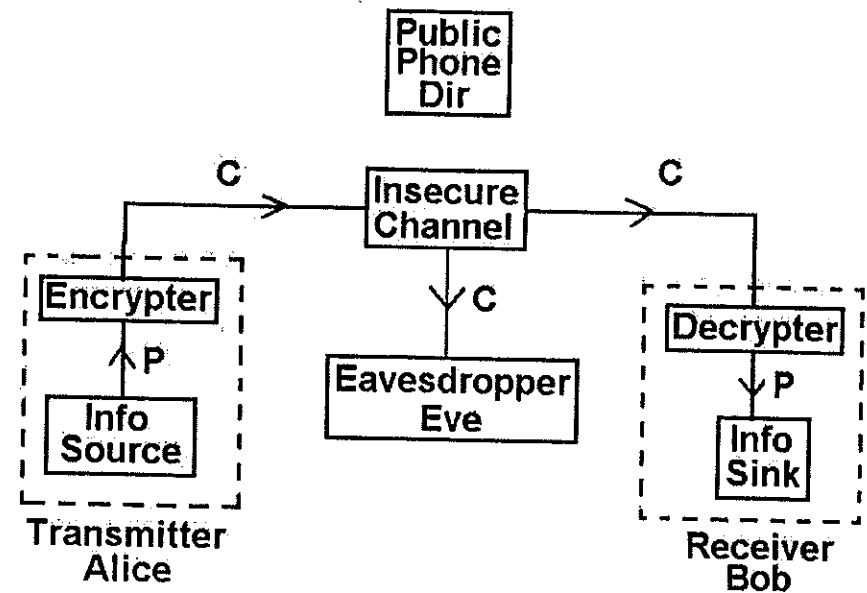 Public
Phone
Dir
C
Insecure
Channel
C
Encrypter
P
Info
Source
Transmitter
Alice
C
Eavesdropper
Eve
Decrypter
P
Info
Sink
Receiver
Bob